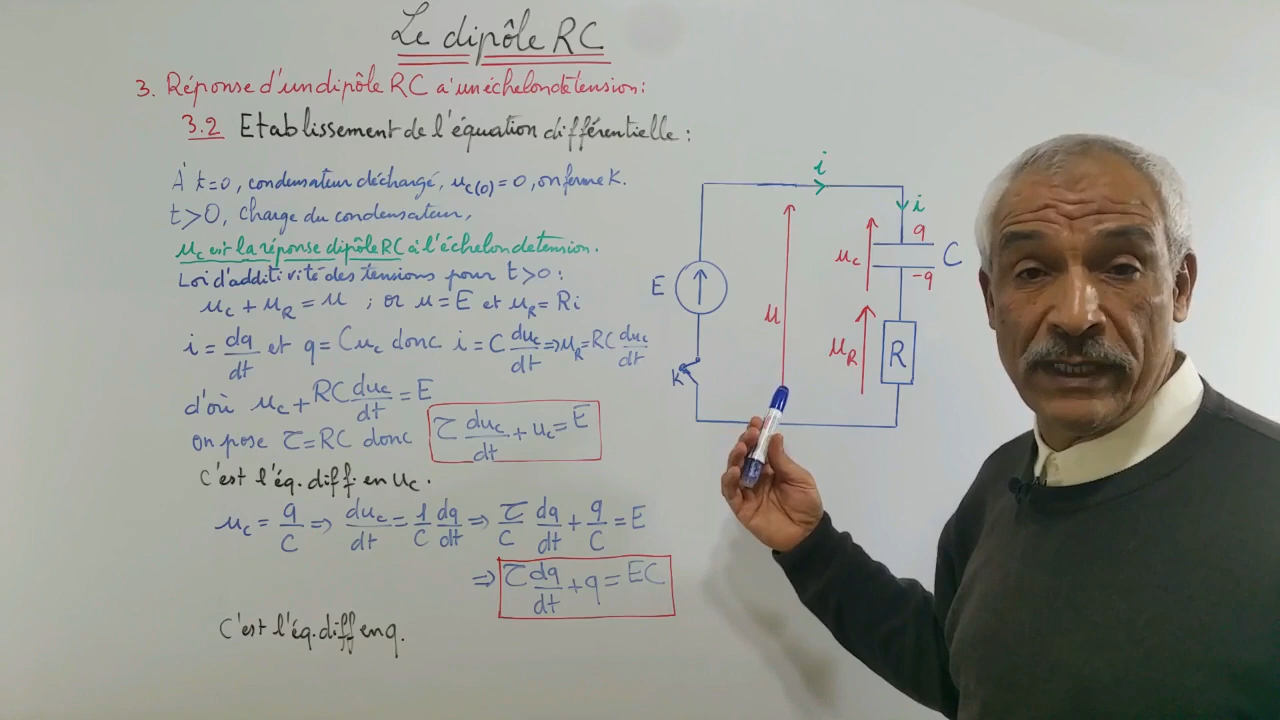 Le dipôle RC
3. Réponse d'un dipôle RC à un échelon de tension :
3.2 Etablissement de l'équation différentielle :
À t=0, condensateur déchargé, uc(0) = 0, on ferme K.
t>0, charge du condensateur,
uc est la réponse dipôle RC à l'échelon de tension.
Loi d'additivité des tensions pour t>0 :
uc + uR = u ; or u = E et uR = Ri
i = dq/dt et q = Cuc donc i = C duc/dt ⇒ uR = RC duc/dt
d'où uc + RC duc/dt = E
on pose τ = RC donc τ duc/dt + uc = E
C'est l'éq. diff. en uc.
uc = q/C ⇒ duc/dt = 1/C dq/dt ⇒ τ/C dq/dt + q/C = E
⇒ τ dq/dt + q = EC
C'est l'éq. diff en q.
i
i
q
uc
C
-q
E
u
uR
R
K